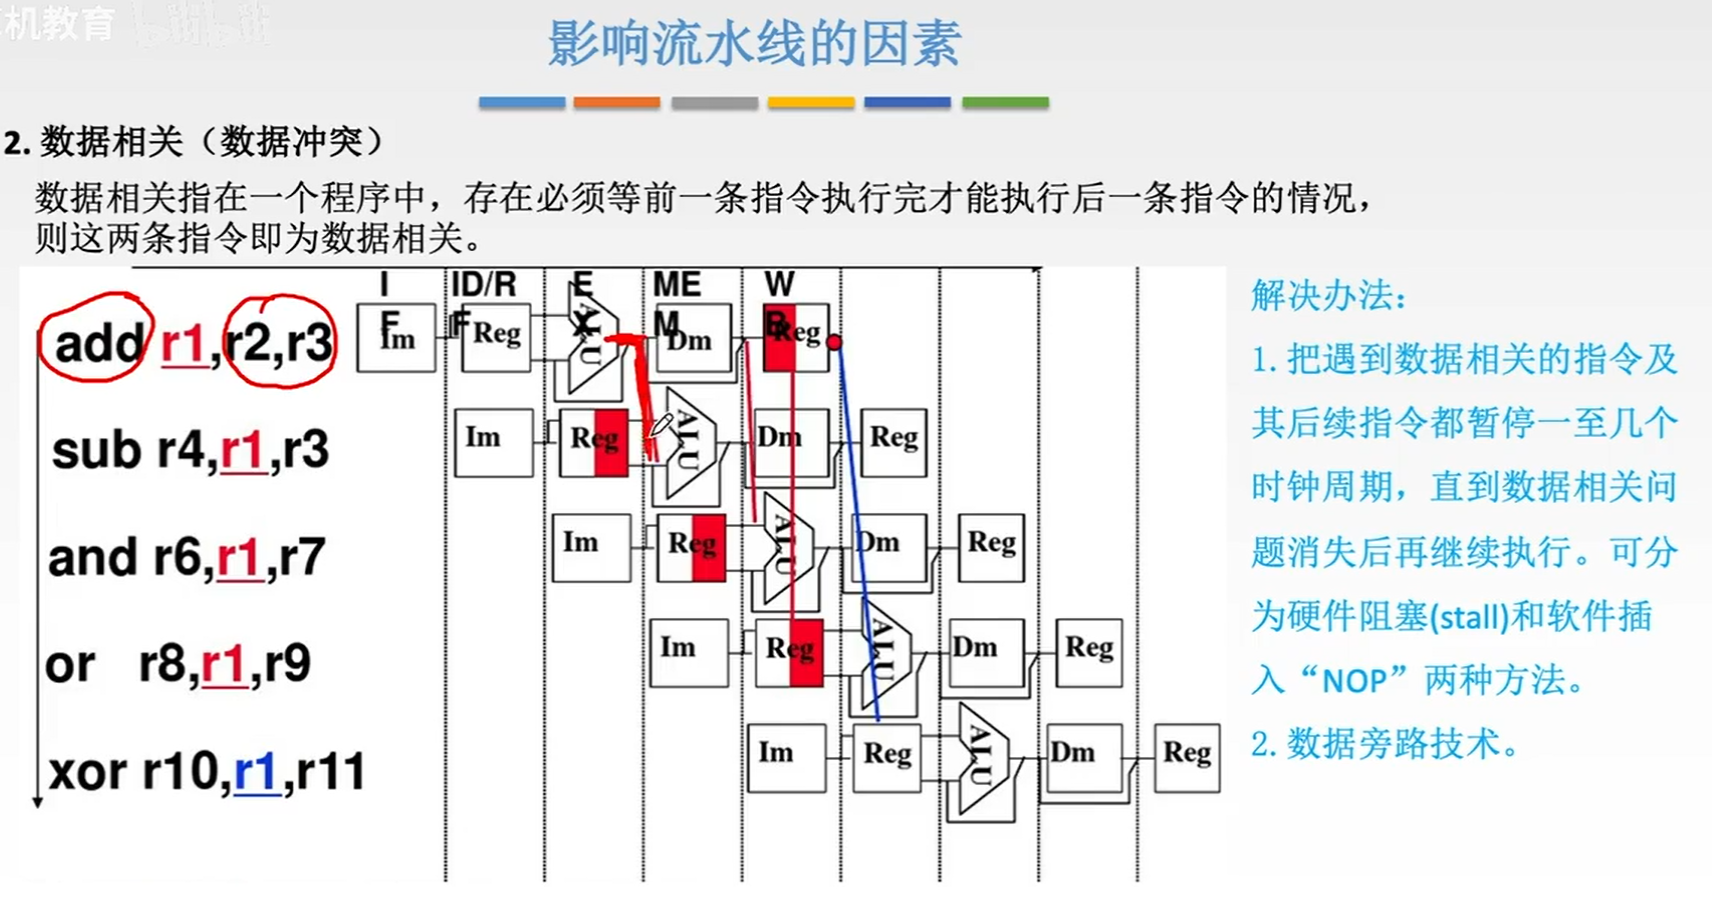 机教育 bilibili
影响流水线的因素
2. 数据相关（数据冲突）
数据相关指在一个程序中，存在必须等前一条指令执行完才能执行后一条指令的情况，
则这两条指令即为数据相关。
IF ID/RF EX MEM WB
add r1,r2,r3 Im Reg ALU Dm Reg
sub r4,r1,r3 Im Reg ALU Dm Reg
and r6,r1,r7 Im Reg ALU Dm Reg
or r8,r1,r9 Im Reg ALU Dm Reg
xor r10,r1,r11 Im Reg ALU Dm Reg
解决办法：
1. 把遇到数据相关的指令及
其后续指令都暂停一至几个
时钟周期，直到数据相关问
题消失后再继续执行。可分
为硬件阻塞(stall)和软件插
入“NOP”两种方法。
2. 数据旁路技术。